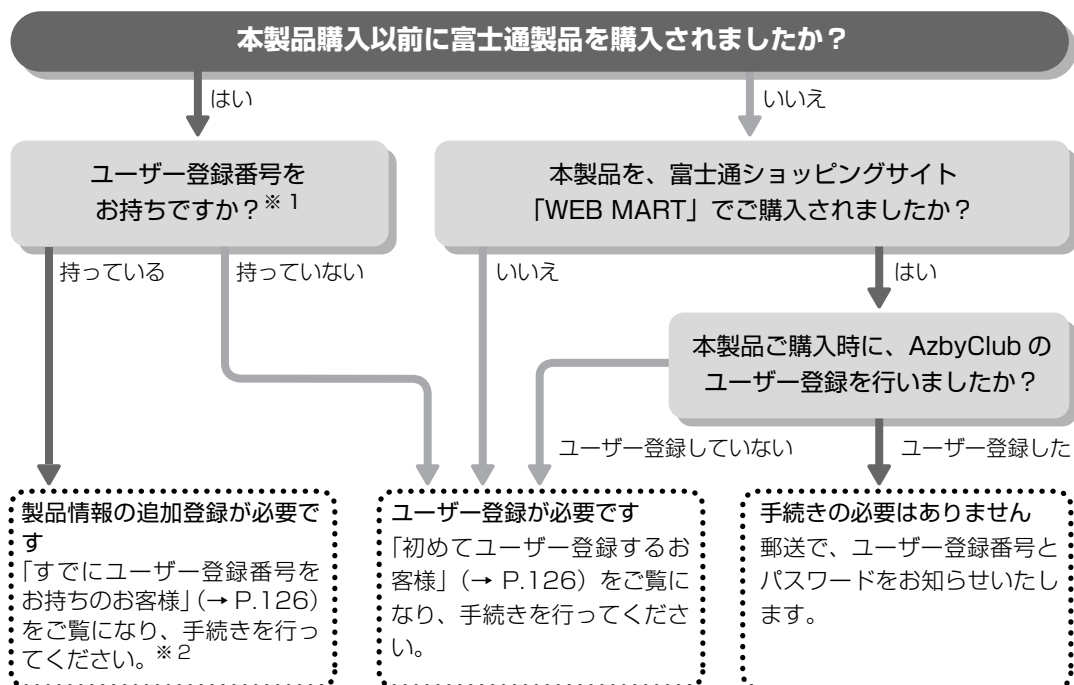 本製品購入以前に富士通製品を購入されましたか？
はい
いいえ
ユーザー登録番号を
お持ちですか？※1
本製品を、富士通ショッピングサイト
「WEB MART」でご購入されましたか？
持っている
持っていない
いいえ
はい
本製品ご購入時に、AzbyClub の
ユーザー登録を行いましたか？
ユーザー登録していない
ユーザー登録した
製品情報の追加登録が必要で
す
「すでにユーザー登録番号を
お持ちのお客様」（→ P.126）
をご覧になり、手続きを行っ
てください。※2
ユーザー登録が必要です
「初めてユーザー登録するお
客様」（→ P.126）をご覧に
なり、手続きを行ってくださ
い。
手続きの必要はありません
郵送で、ユーザー登録番号と
パスワードをお知らせいたし
ます。